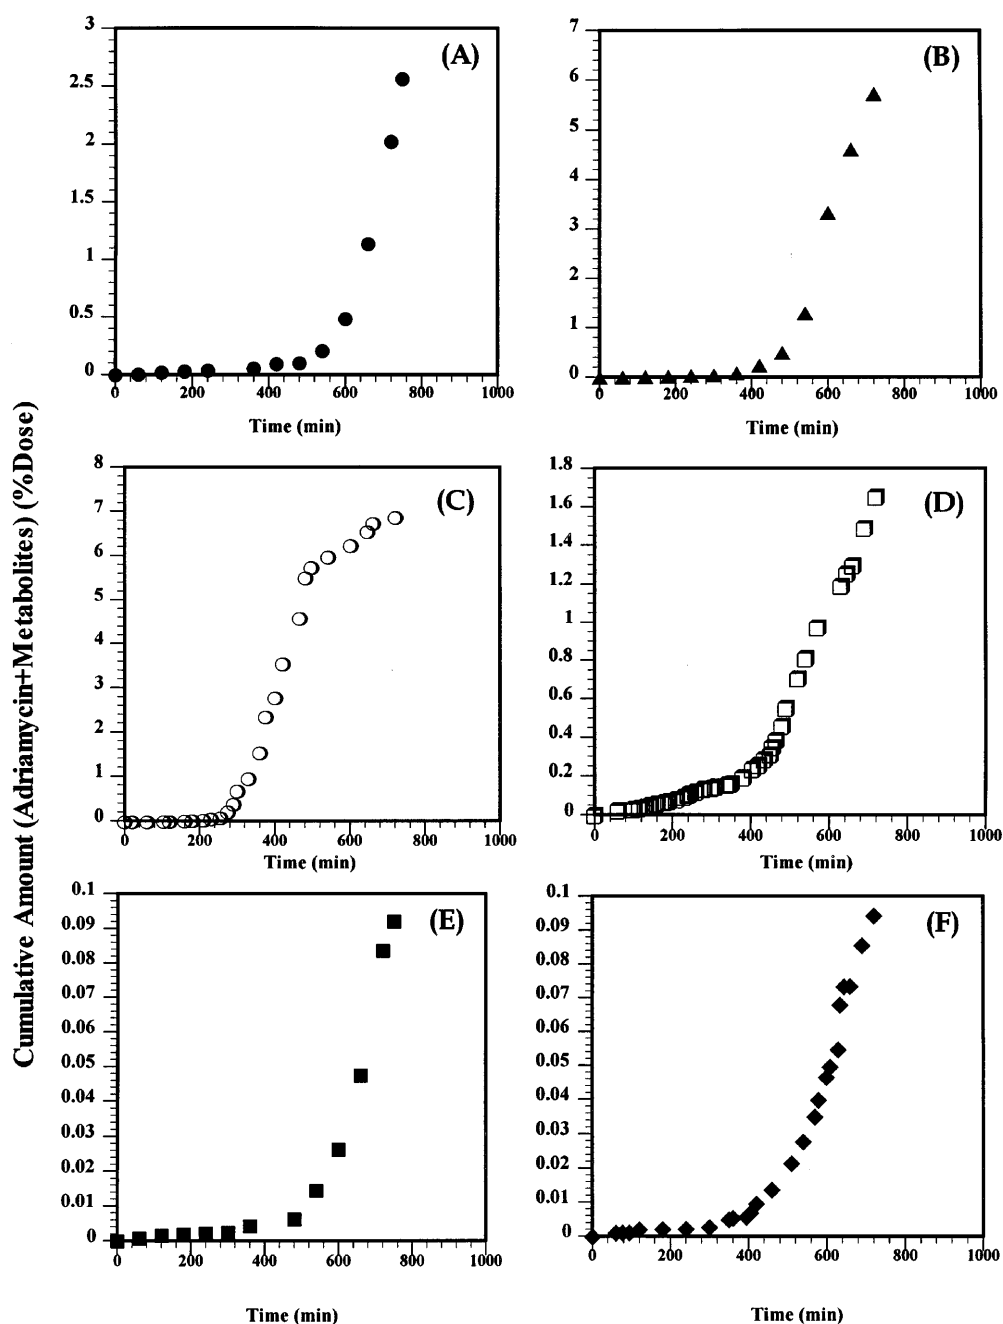 Cumulative Amount (Adriamycin+Metabolites) (%Dose)
(A)
3
2.5
2
1.5
1
0.5
0
0 200 400 600 800 1000
Time (min)
(B)
7
6
5
4
3
2
1
0
0 200 400 600 800 1000
Time (min)
(C)
8
7
6
5
4
3
2
1
0
0 200 400 600 800 1000
Time (min)
(D)
1.8
1.6
1.4
1.2
1
0.8
0.6
0.4
0.2
0
0 200 400 600 800 1000
Time (min)
(E)
0.1
0.09
0.08
0.07
0.06
0.05
0.04
0.03
0.02
0.01
0
0 200 400 600 800 1000
Time (min)
(F)
0.1
0.09
0.08
0.07
0.06
0.05
0.04
0.03
0.02
0.01
0
0 200 400 600 800 1000
Time (min)